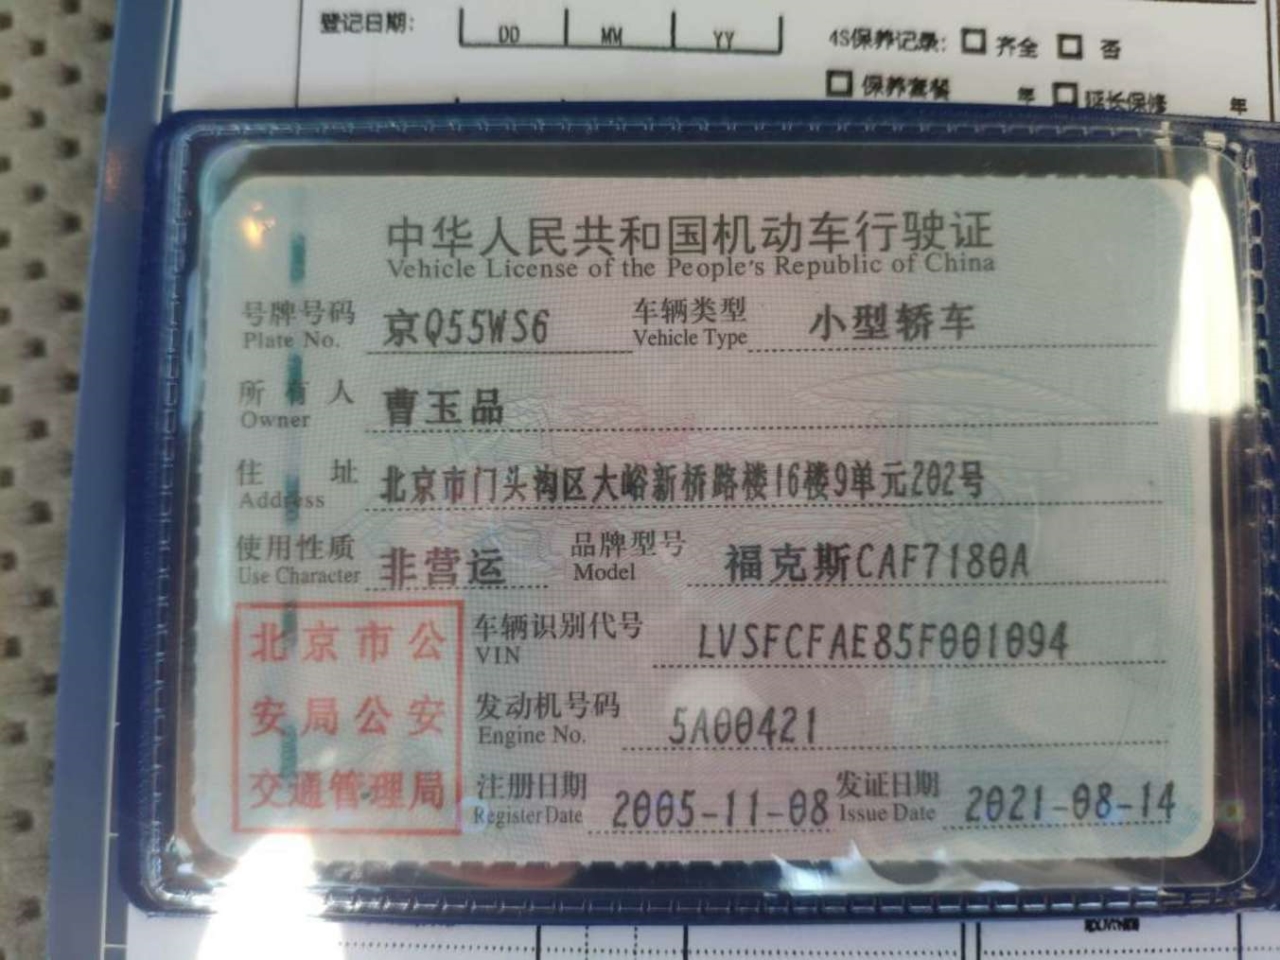 登记日期:
DD MM YY
4S保养记录: 齐全 否
保养套餐 年 延长保修 年
中华人民共和国机动车行驶证
Vehicle License of the People's Republic of China
号牌号码 京Q55WS6 车辆类型 小型轿车
Plate No. Vehicle Type
所有人 曹玉品
Owner
住址 北京市门头沟区大峪新桥路楼16楼9单元202号
Address
使用性质 非营运 品牌型号 福克斯CAF7180A
Use Character Model
车辆识别代号 LVSFCFAE85F001094
VIN
发动机号码 5A00421
Engine No.
注册日期 2005-11-08 发证日期 2021-08-14
Register Date Issue Date
北京市公
安局公安
交通管理局